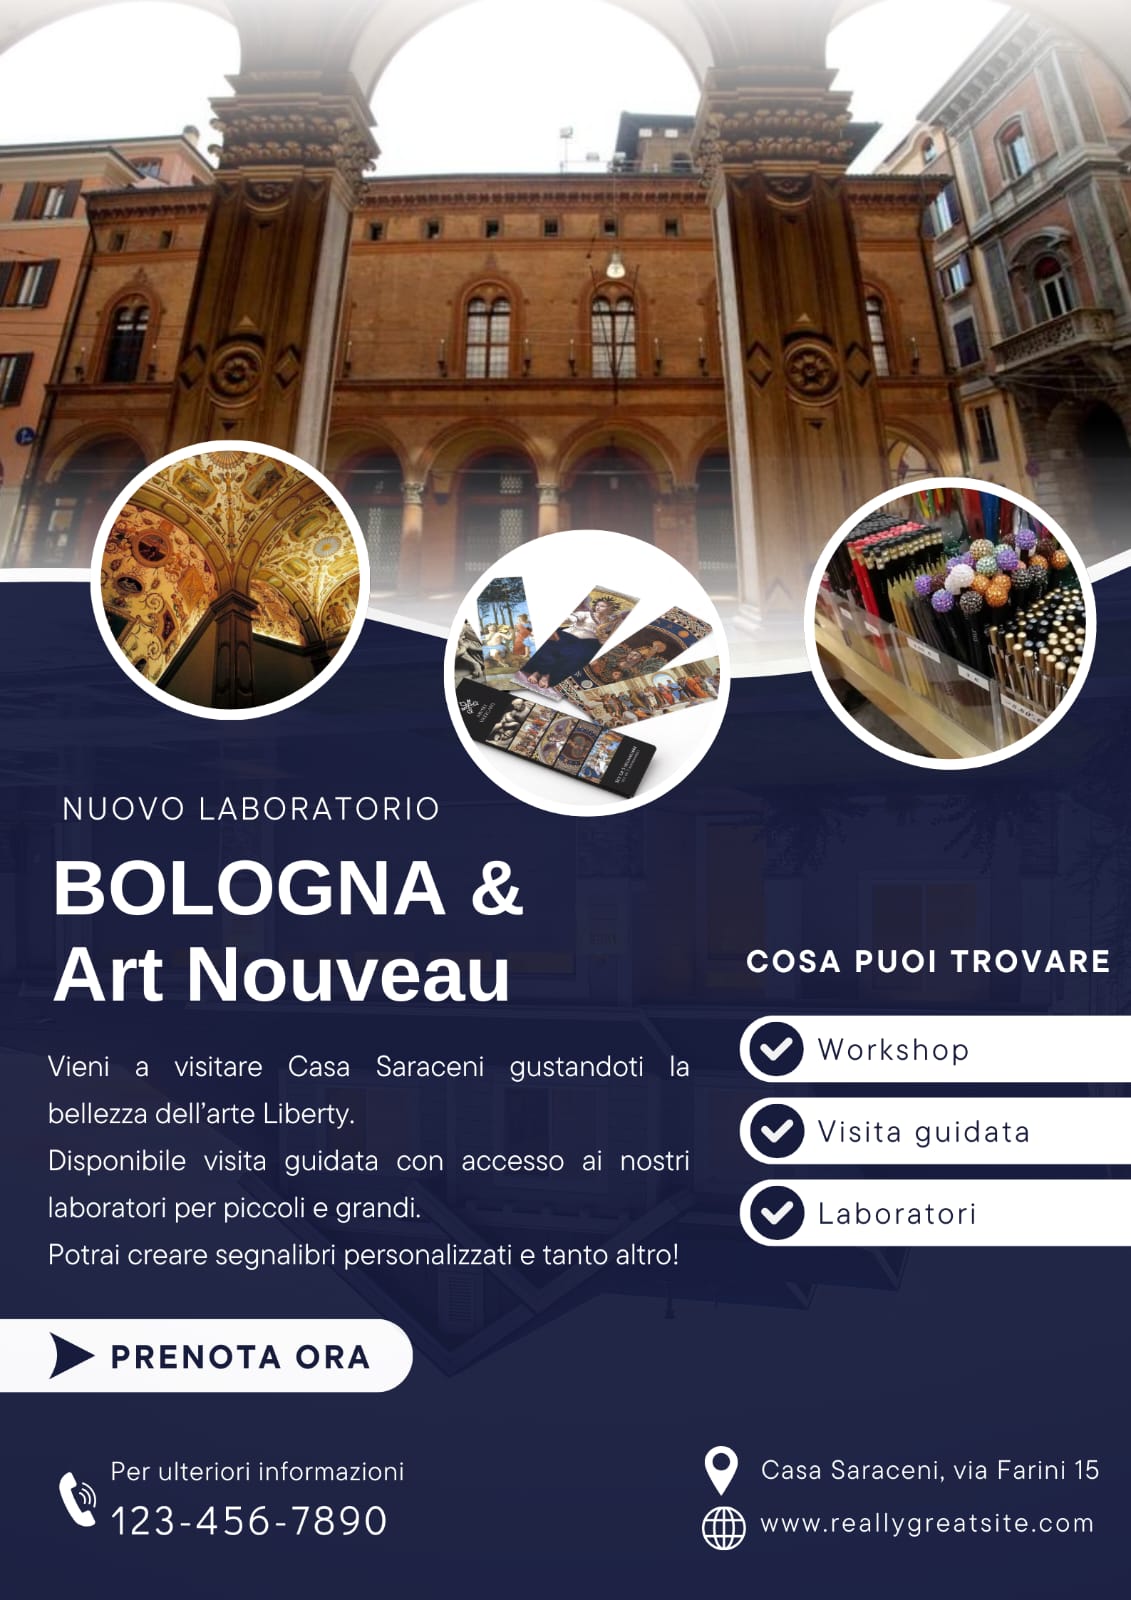 NUOVO LABORATORIO
BOLOGNA &
Art Nouveau
Vieni a visitare Casa Saraceni gustandoti la
bellezza dell’arte Liberty.
Disponibile visita guidata con accesso ai nostri
laboratori per piccoli e grandi.
Potrai creare segnalibri personalizzati e tanto altro!
COSA PUOI TROVARE
Workshop
Visita guidata
Laboratori
PRENOTA ORA
Per ulteriori informazioni
123-456-7890
Casa Saraceni, via Farini 15
www.reallygreatsite.com